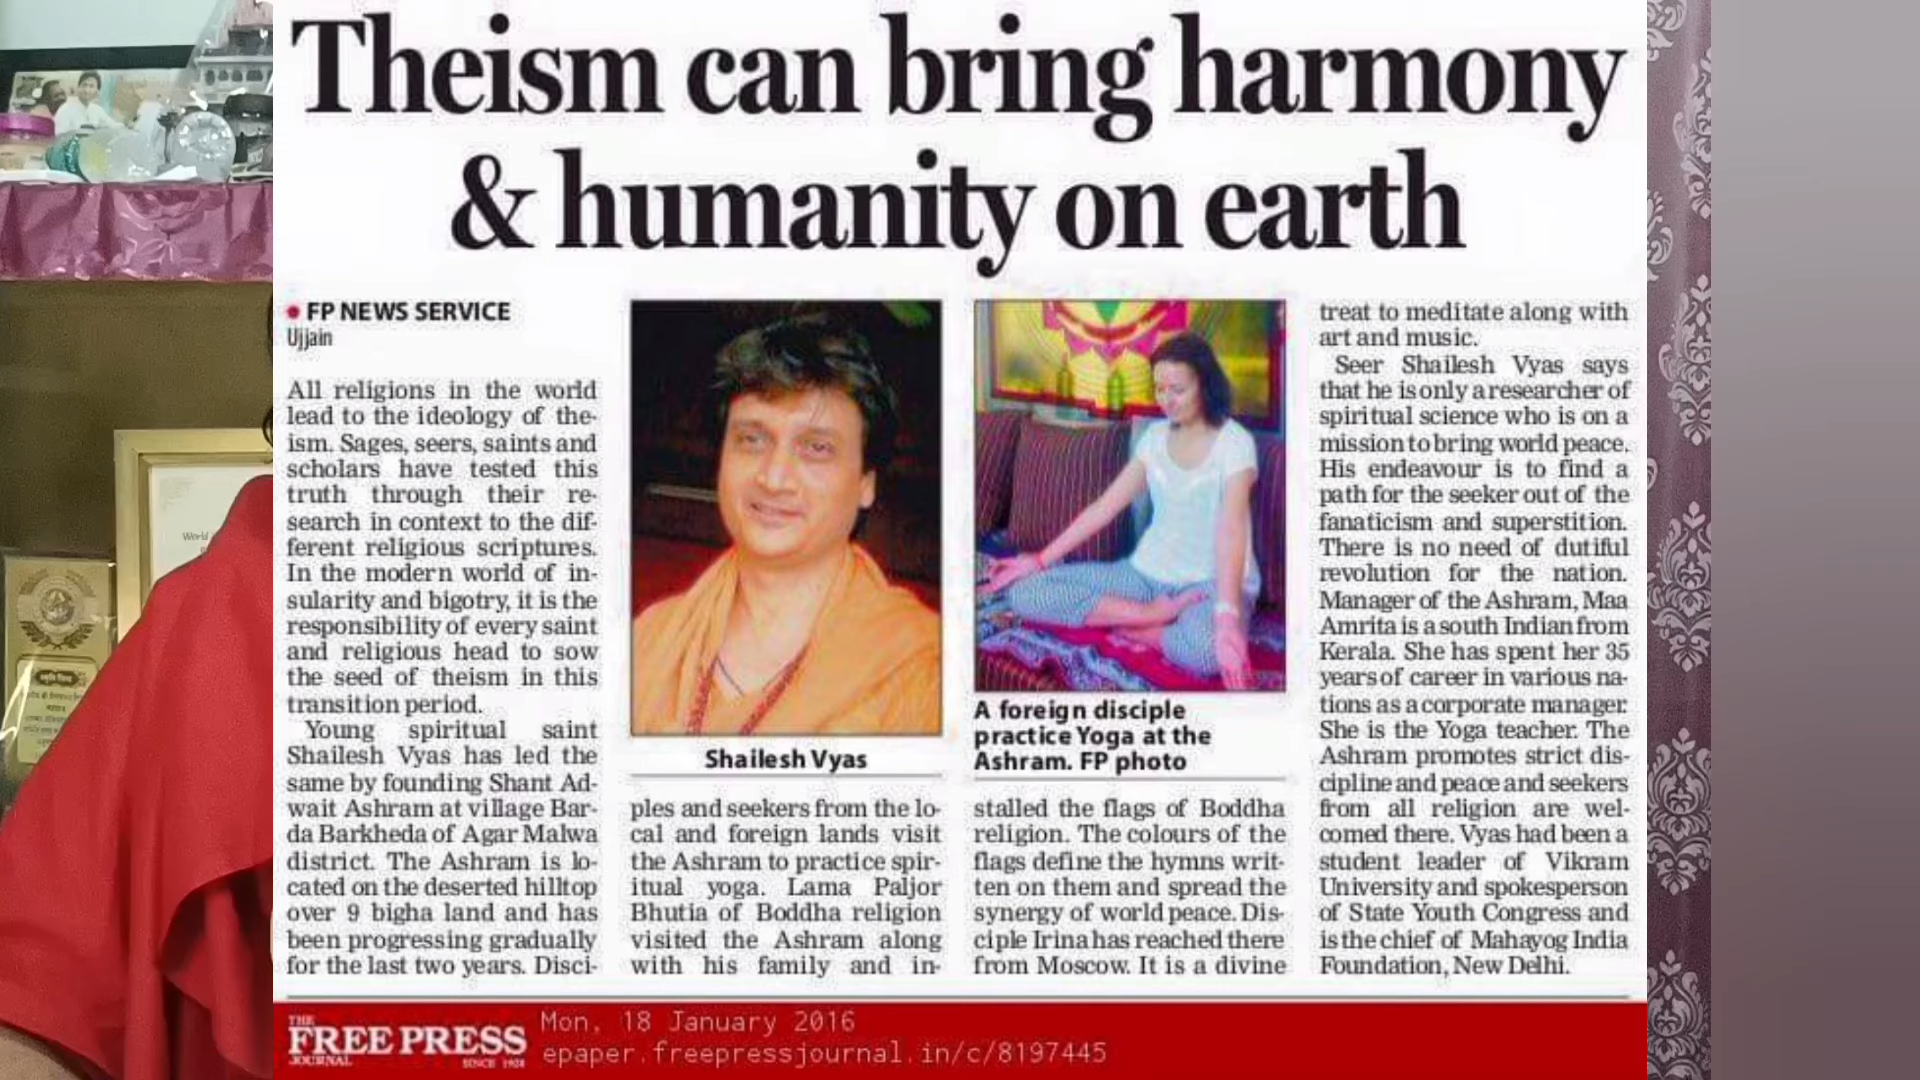 Theism can bring harmony
& humanity on earth
• FP NEWS SERVICE
Ujjain
All religions in the world
lead to the ideology of the-
ism. Sages, seers, saints and
scholars have tested this
truth through their re-
search in context to the dif-
ferent religious scriptures.
In the modern world of in-
sularity and bigotry, it is the
responsibility of every saint
and religious head to sow
the seed of theism in this
transition period.
Young spiritual saint
Shailesh Vyas has led the
same by founding Shant Ad-
wait Ashram at village Bar-
da Barkheda of Agar Malwa
district. The Ashram is lo-
cated on the deserted hilltop
over 9 bigha land and has
been progressing gradually
for the last two years. Disci-
Shailesh Vyas
ples and seekers from the lo-
cal and foreign lands visit
the Ashram to practice spir-
itual yoga. Lama Paljor
Bhutia of Boddha religion
visited the Ashram along
with his family and in-
A foreign disciple
practice Yoga at the
Ashram. FP photo
stalled the flags of Boddha
religion. The colours of the
flags define the hymns writ-
ten on them and spread the
synergy of world peace. Dis-
ciple Irina has reached there
from Moscow. It is a divine
treat to meditate along with
art and music.
Seer Shailesh Vyas says
that he is only a researcher of
spiritual science who is on a
mission to bring world peace.
His endeavour is to find a
path for the seeker out of the
fanaticism and superstition.
There is no need of dutiful
revolution for the nation.
Manager of the Ashram, Maa
Amrita is a south Indian from
Kerala. She has spent her 35
years of career in various na-
tions as a corporate manager.
She is the Yoga teacher. The
Ashram promotes strict dis-
cipline and peace and seekers
from all religion are wel-
comed there. Vyas had been a
student leader of Vikram
University and spokesperson
of State Youth Congress and
is the chief of Mahayog India
Foundation, New Delhi.
World
THE
FREE PRESS
JOURNAL SINCE 1928
Mon, 18 January 2016
epaper.freepressjournal.in/c/8197445